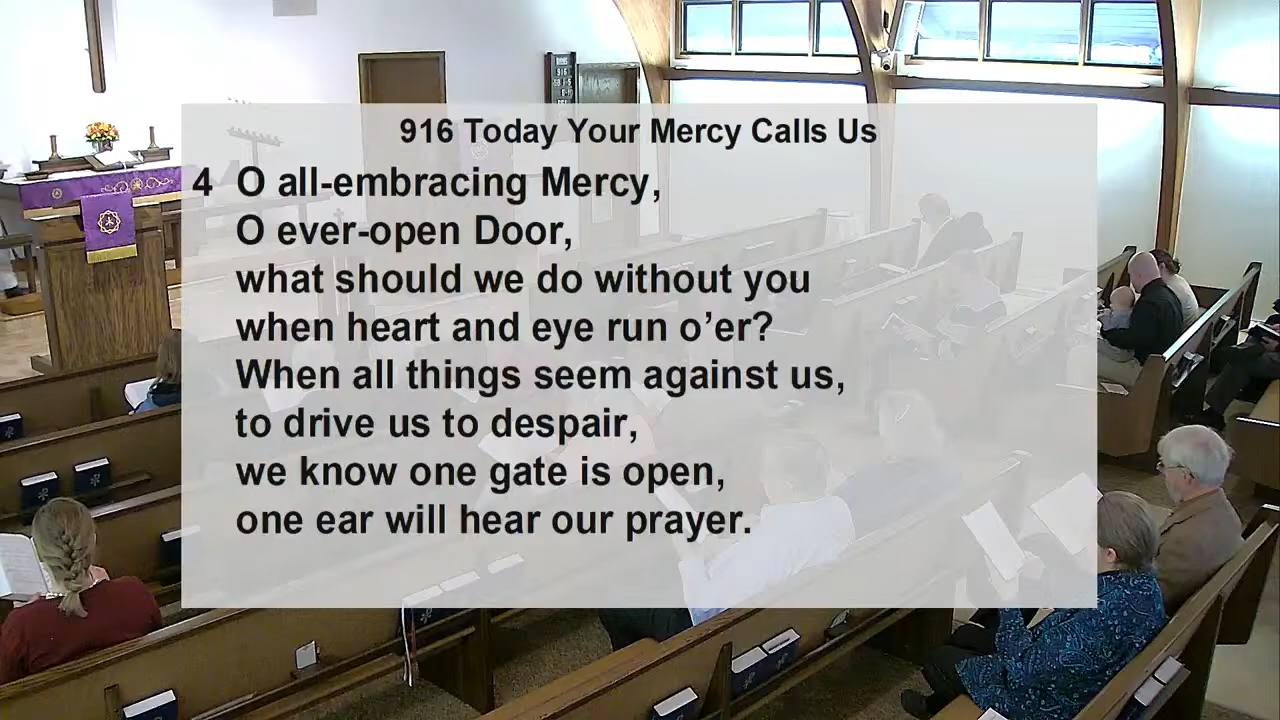 916 Today Your Mercy Calls Us
4 O all-embracing Mercy,
O ever-open Door,
what should we do without you
when heart and eye run o’er?
When all things seem against us,
to drive us to despair,
we know one gate is open,
one ear will hear our prayer.
916